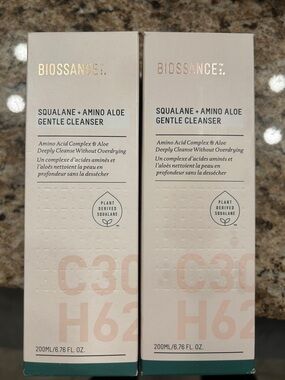 BIOSSANCE
SQUALANE + AMINO ALOE
GENTLE CLEANSER
Amino Acid Complex & Aloe
Deeply Cleanse Without Overdrying
Un complexe d'acides aminés et
l'aloès nettoient la peau en
profondeur sans la dessécher
PLANT
DERIVED
SQUALANE
C30
H62
200ML/6.76 FL. OZ.
BIOSSANCE
SQUALANE + AMINO ALOE
GENTLE CLEANSER
Amino Acid Complex & Aloe
Deeply Cleanse Without Overdrying
Un complexe d'acides aminés et
l'aloès nettoient la peau en
profondeur sans la dessécher
PLANT
DERIVED
SQUALANE
C30
H62
200ML/6.76 FL. OZ.